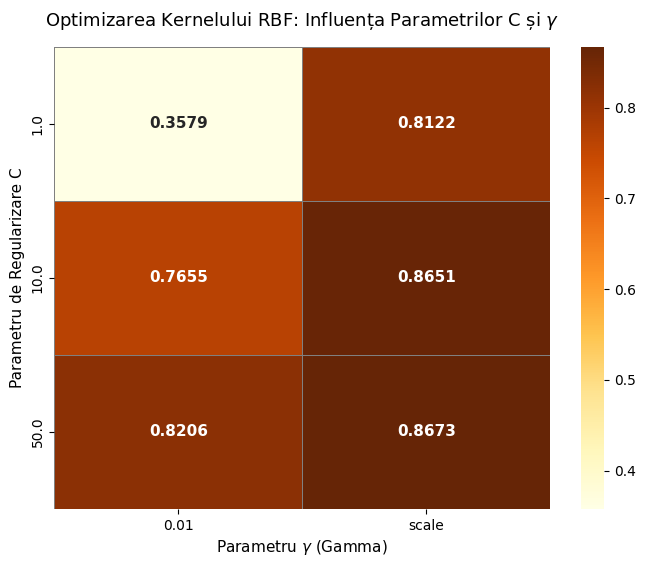 Optimizarea Kernelului RBF: Influența Parametrilor C și γ
Parametru de Regularizare C
1.0
10.0
50.0
0.3579 0.8122
0.7655 0.8651
0.8206 0.8673
0.01 scale
Parametru γ (Gamma)
0.8
0.7
0.6
0.5
0.4